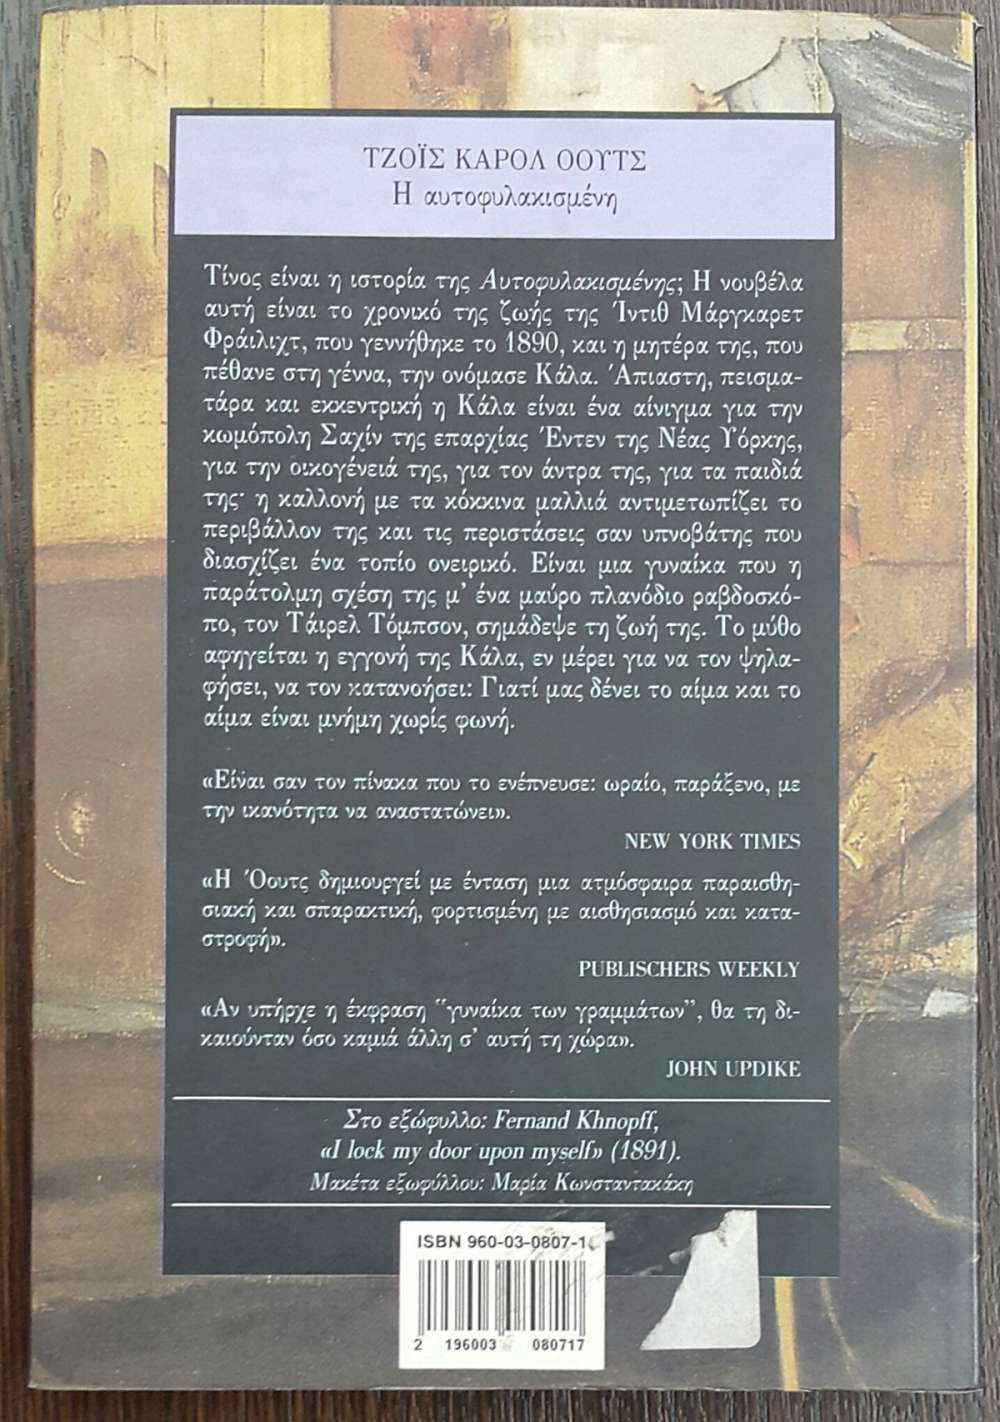 ΤΖΟΪΣ ΚΑΡΟΛ ΟΟΥΤΣ
Η αυτοφυλακισμένη
Τίνος είναι η ιστορία της Αυτοφυλακισμένης; Η νουβέλα
αυτή είναι το χρονικό της ζωής της Ίντιθ Μάργκαρετ
Φράιλιχτ, που γεννήθηκε το 1890, και η μητέρα της, που
πέθανε στη γέννα, την ονόμασε Κάλα. Άπιαστη, πεισμα-
τάρα και εκκεντρική η Κάλα είναι ένα αίνιγμα για την
κωμόπολη Σαχίν της επαρχίας Έντεν της Νέας Υόρκης,
για την οικογένειά της, για τον άντρα της, για τα παιδιά
της· η καλλονή με τα κόκκινα μαλλιά αντιμετωπίζει το
περιβάλλον της και τις περιστάσεις σαν υπνοβάτης που
διασχίζει ένα τοπίο ονειρικό. Είναι μια γυναίκα που η
παράτολμη σχέση της μ' ένα μαύρο πλανόδιο ραβδοσκό-
πο, τον Τάιρελ Τόμπσον, σημάδεψε τη ζωή της. Το μύθο
αφηγείται η εγγονή της Κάλα, εν μέρει για να τον ψηλα-
φήσει, να τον κατανοήσει: Γιατί μας δένει το αίμα και το
αίμα είναι μνήμη χωρίς φωνή.
«Είναι σαν τον πίνακα που το ενέπνευσε: ωραίο, παράξενο, με
την ικανότητα να αναστατώνει».
NEW YORK TIMES
«Η Όουτς δημιουργεί με ένταση μια ατμόσφαιρα παραισθη-
σιακή και σπαρακτική, φορτισμένη με αισθησιασμό και κατα-
στροφή».
PUBLISCHERS WEEKLY
«Αν υπήρχε η έκφραση "γυναίκα των γραμμάτων", θα τη δι-
καιούνταν όσο καμιά άλλη σ' αυτή τη χώρα».
JOHN UPDIKE
Στο εξώφυλλο: Fernand Khnopff,
«I lock my door upon myself» (1891).
Μακέτα εξωφύλλου: Μαρία Κωνσταντακάκη
ISBN 960-03-0807-1
2 196003 080717